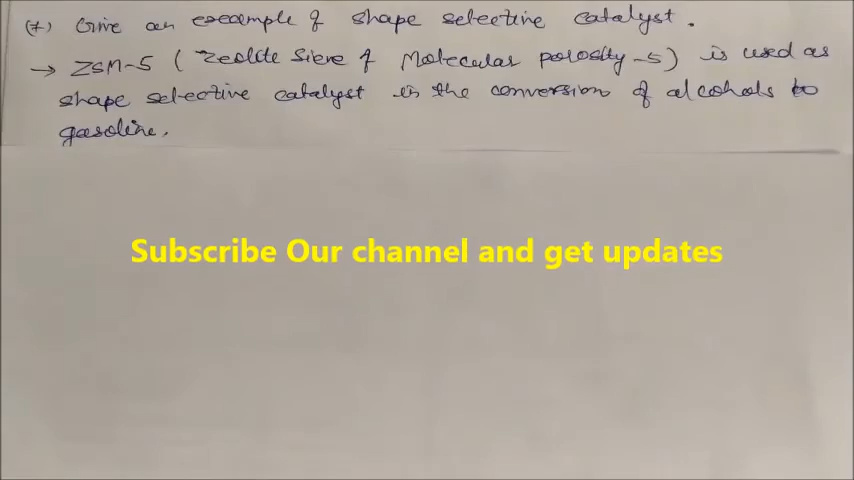 (7) Give an example of shape selective catalyst.
→ ZSM-5 ( Zeolite Sieve of Molecular porosity -5 ) is used as
shape selective catalyst in the conversion of alcohols to
gasoline.
Subscribe Our channel and get updates